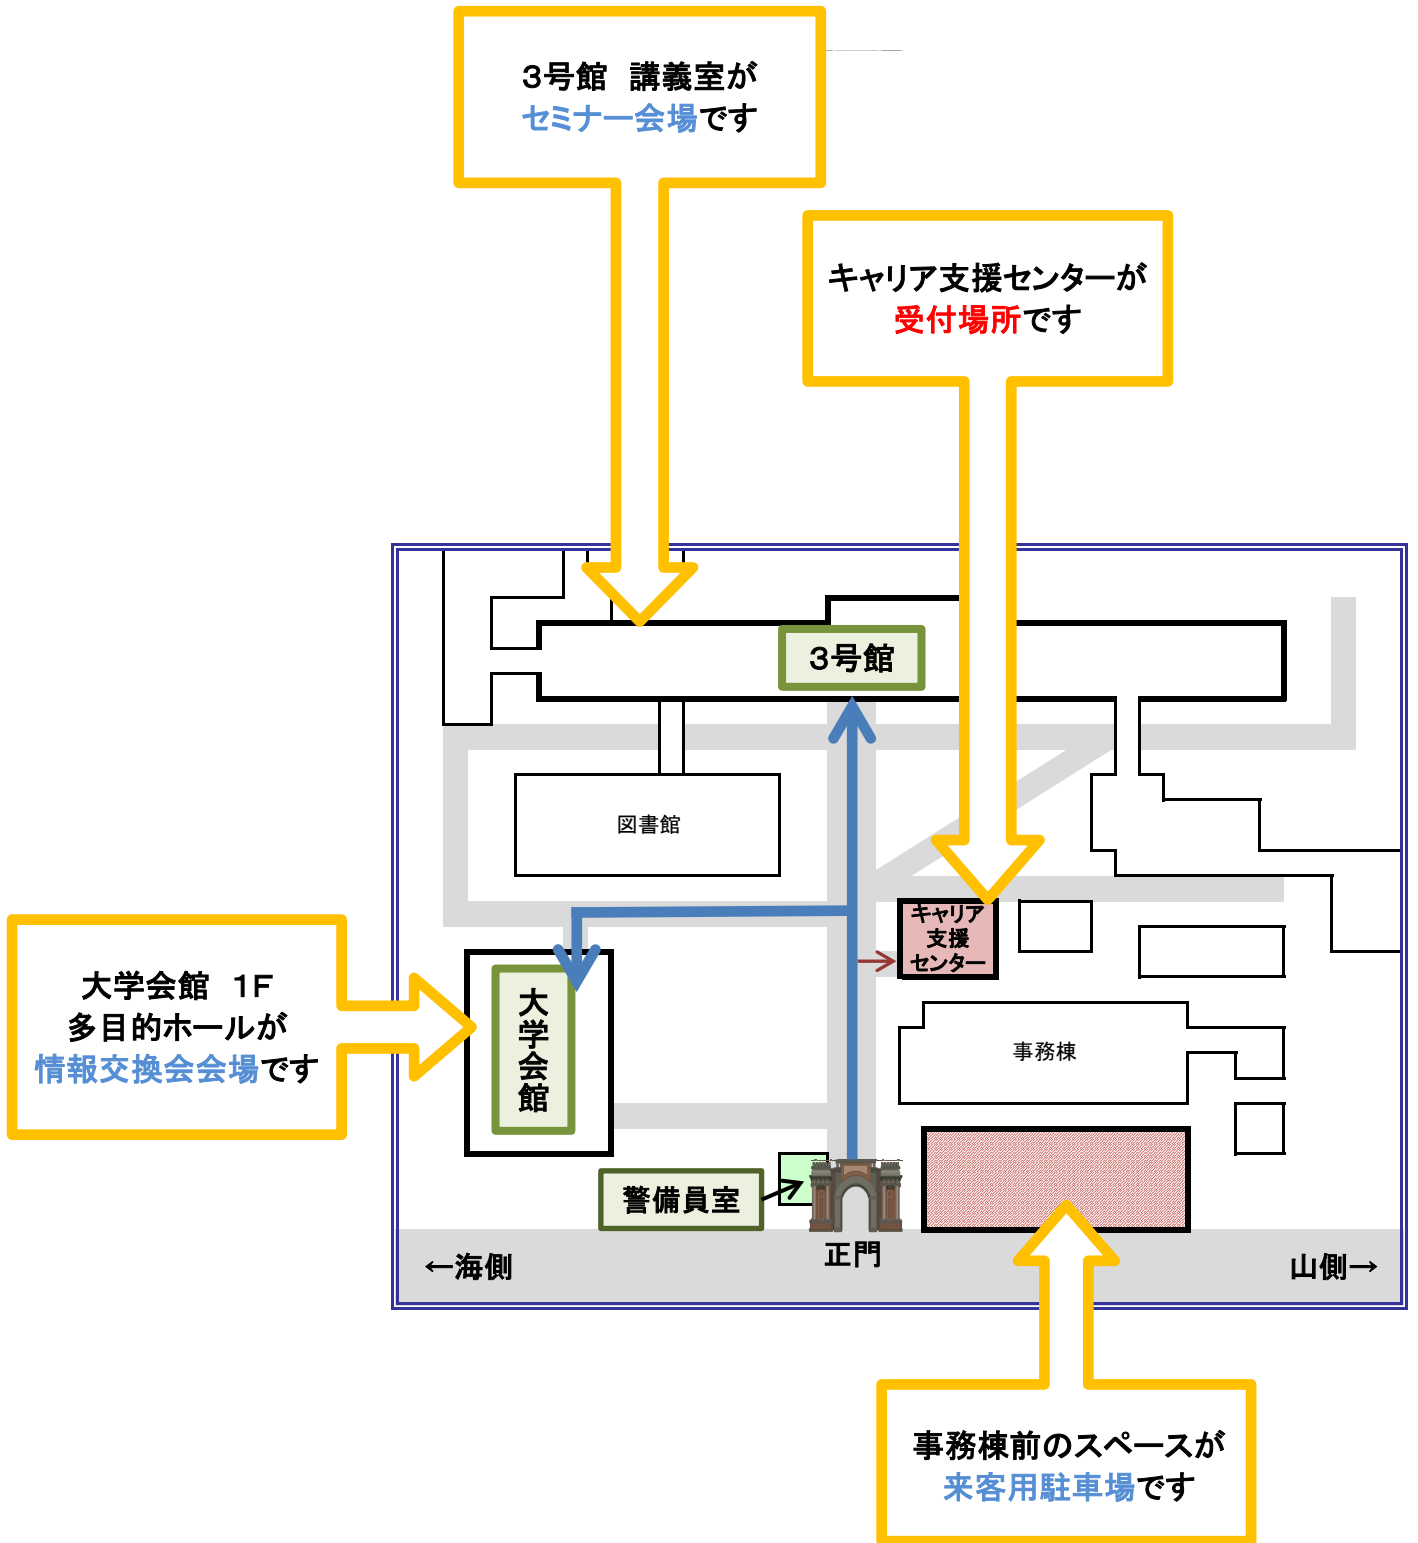 ３号館　講義室が
セミナー会場です
キャリア支援センターが
受付場所です
３号館
図書館
キャリア
支援
センター
大学会館　１Ｆ
多目的ホールが
情報交換会会場です
大学会館
事務棟
警備員室
正門
←海側
山側→
事務棟前のスペースが
来客用駐車場です